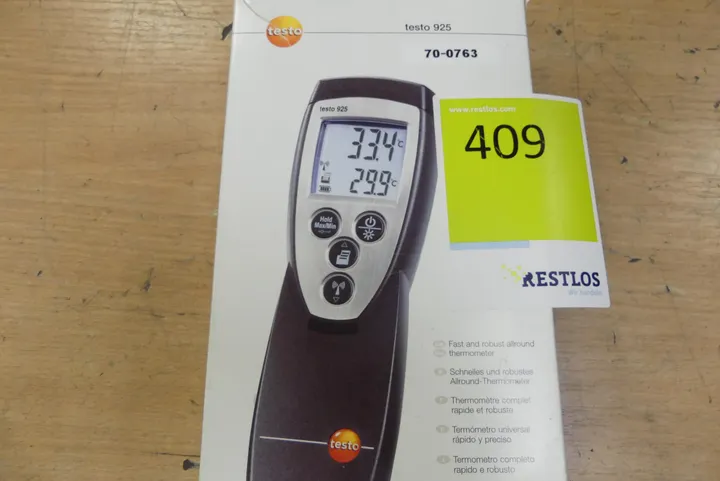 testo
testo 925
70-0763
www.restlos.com
409
RESTLOS
testo 925
33.4°C
29.9°C
Hold
Max/Min
Fast and robust allround
thermometer
Schnelles und robustes
Allround-Thermometer
Thermomètre complet
rapide et robuste
Termómetro universal
rápido y preciso
Termometro completo
rapido e robusto
testo